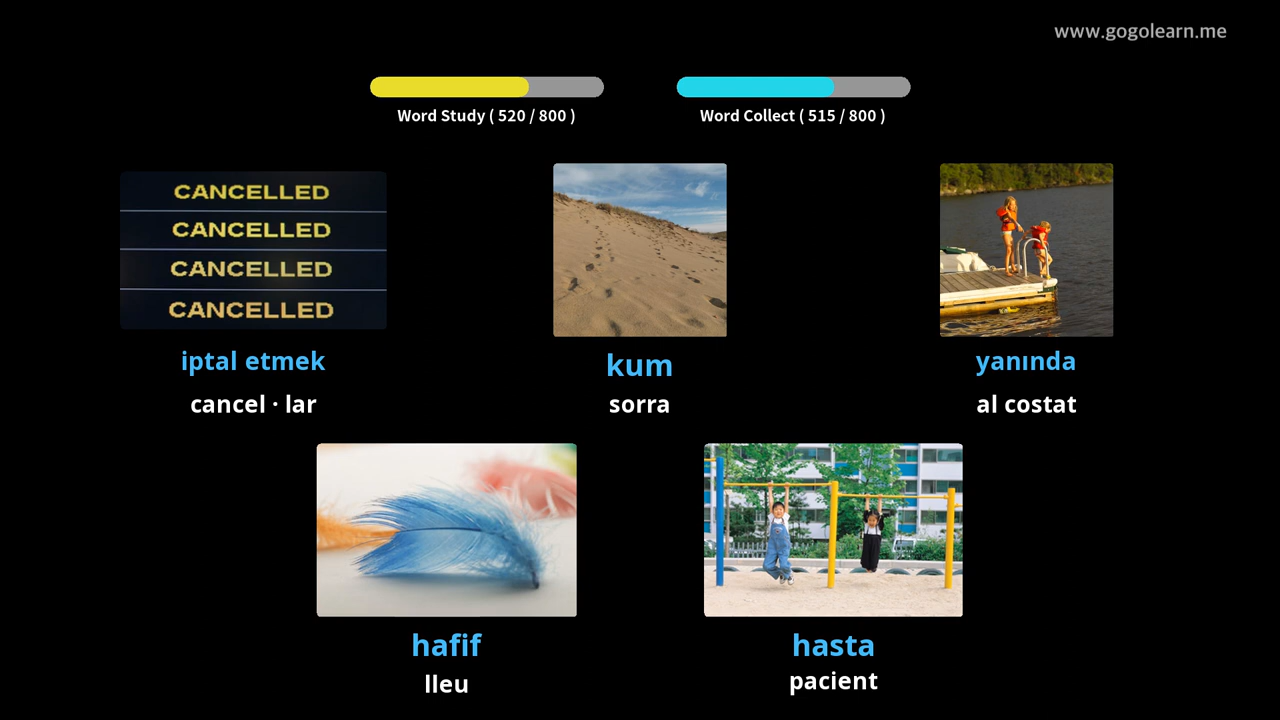 www.gogolearn.me
Word Study ( 520 / 800 )
Word Collect ( 515 / 800 )
CANCELLED
CANCELLED
CANCELLED
CANCELLED
iptal etmek
kum
yanında
cancel · lar
sorra
al costat
hafif
hasta
lleu
pacient